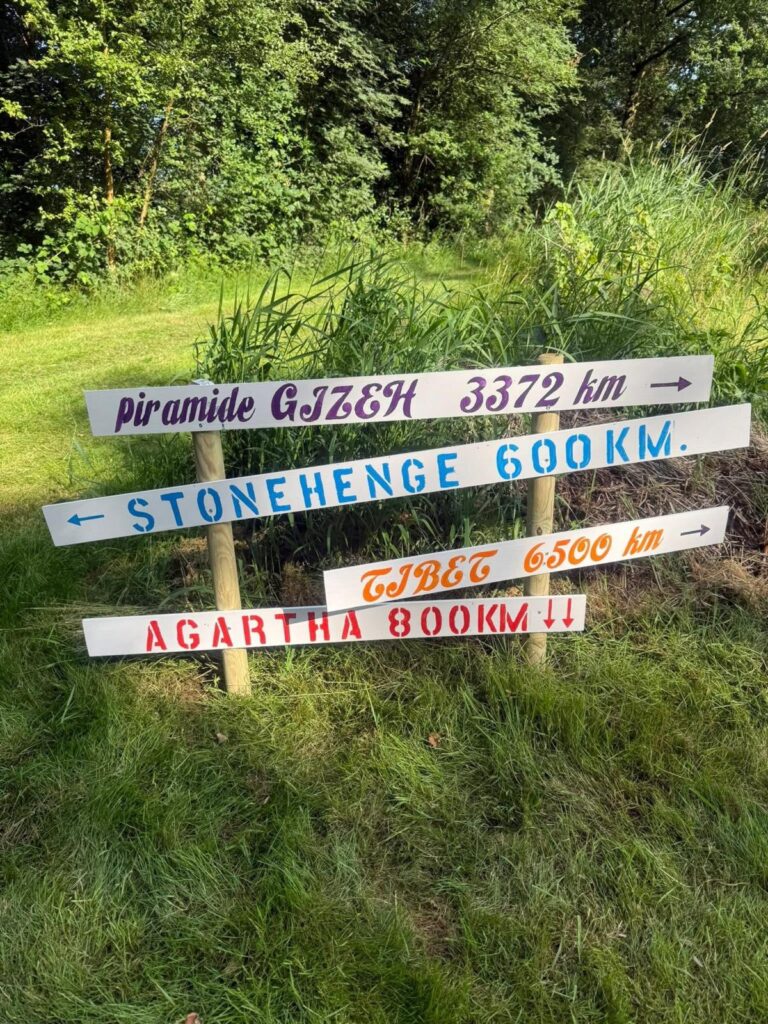 piramide GIZEH 3372 km →
← STONEHENGE 600KM.
TIBET 6500 km →
AGARTHA 800KM ↓↓